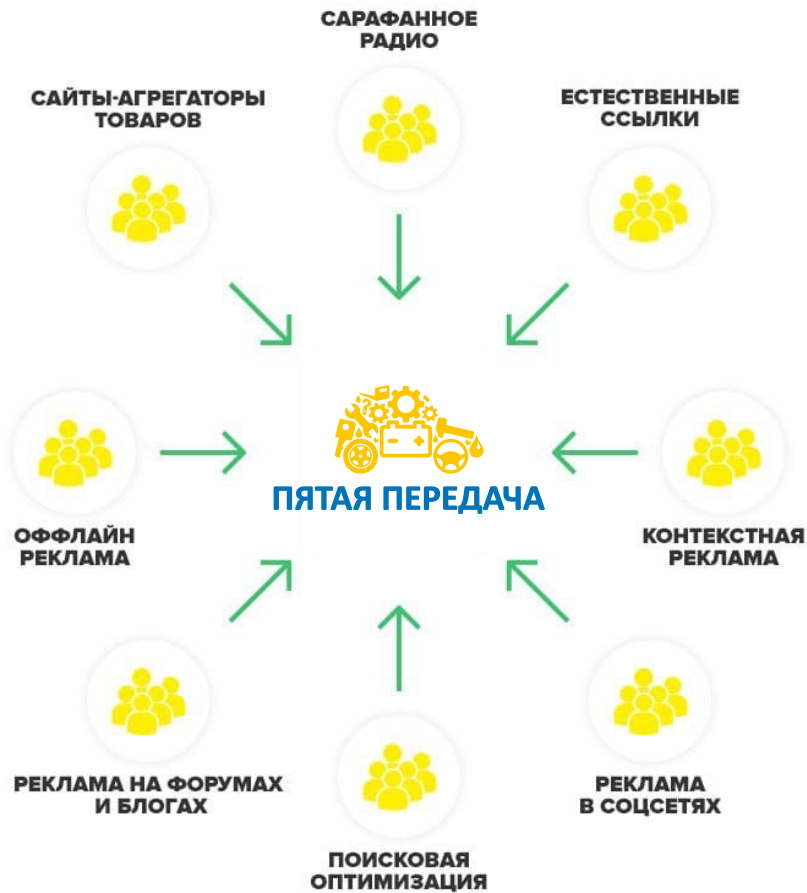 САРАФАННОЕ
РАДИО
САЙТЫ-АГРЕГАТОРЫ
ТОВАРОВ
ЕСТЕСТВЕННЫЕ
ССЫЛКИ
ПЯТАЯ ПЕРЕДАЧА
ОФФЛАЙН
РЕКЛАМА
КОНТЕКСТНАЯ
РЕКЛАМА
РЕКЛАМА НА ФОРУМАХ
И БЛОГАХ
РЕКЛАМА
В СОЦСЕТЯХ
ПОИСКОВАЯ
ОПТИМИЗАЦИЯ